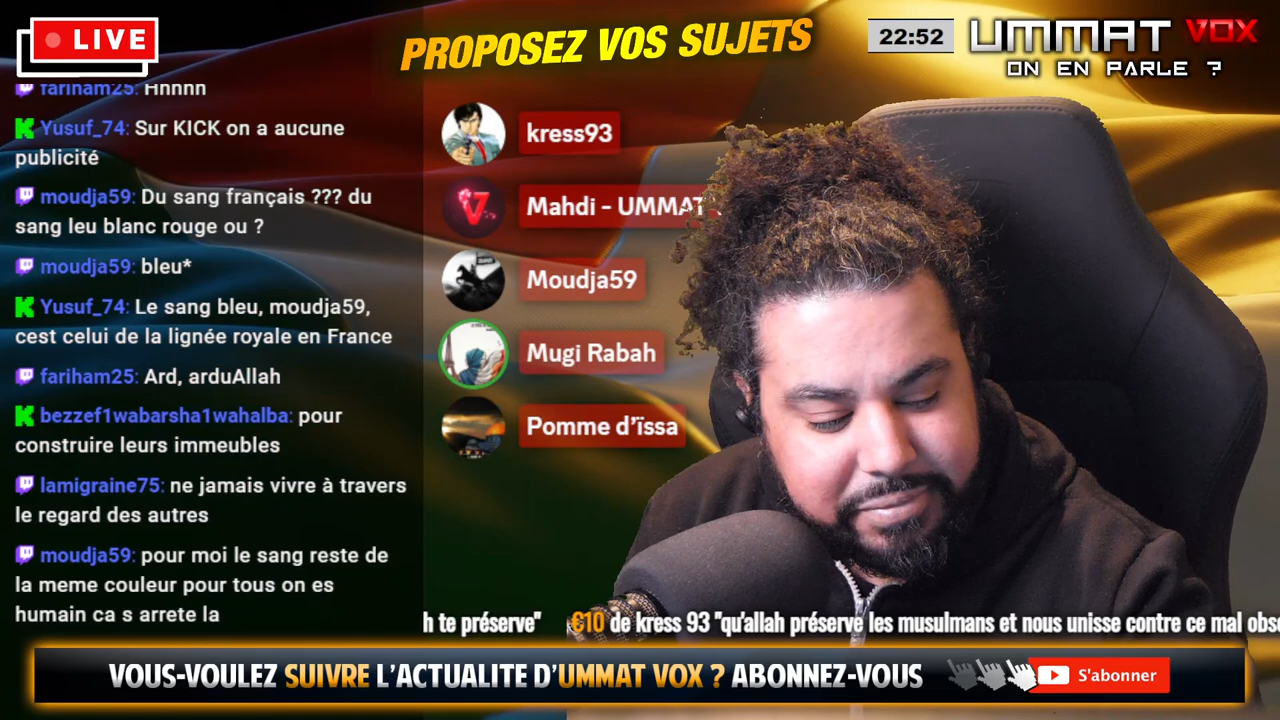 LIVE
PROPOSEZ VOS SUJETS
22:52
UMMAT VOX
ON EN PARLE ?
fariham25: Hnnnn
Yusuf_74: Sur KICK on a aucune
publicité
moudja59: Du sang français ??? du
sang leu blanc rouge ou ?
moudja59: bleu*
Yusuf_74: Le sang bleu, moudja59,
cest celui de la lignée royale en France
fariham25: Ard, arduAllah
bezzef1wabarsha1wahalba: pour
construire leurs immeubles
lamigraine75: ne jamais vivre à travers
le regard des autres
moudja59: pour moi le sang reste de
la meme couleur pour tous on es
humain ca s arrete la
kress93
Mahdi - UMMAT
Moudja59
Mugi Rabah
Pomme d'ïssa
h te préserve" €10 de kress 93 "qu'allah préserve les musulmans et nous unisse contre ce mal obs
VOUS-VOULEZ SUIVRE L'ACTUALITE D'UMMAT VOX ? ABONNEZ-VOUS
S'abonner